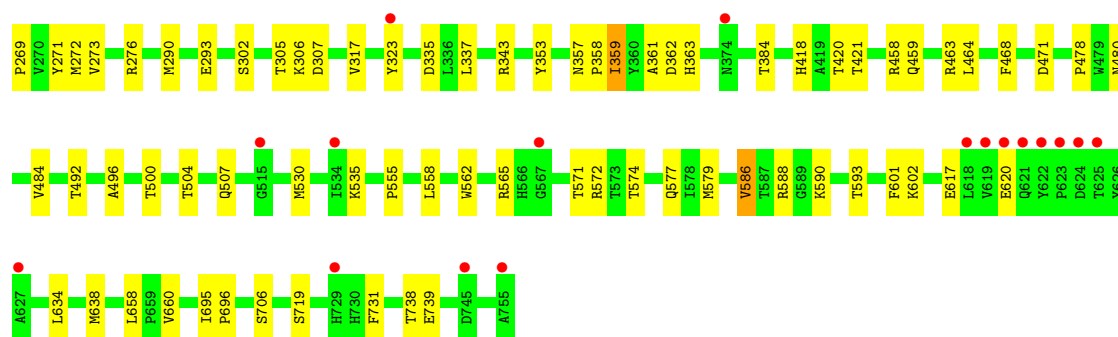 P269 V270 Y271 M272 V273 R276 M290 E293 S302 T305 K306 D307 V317 Y323 D335 L336 L337 R343 Y353 N357 P358 I359 Y360 A361 D362 H363 N374 T384 H418 A419 T420 T421 R458 Q459 R463 L464 F468 D471 P478 W479 N480
V484 T492 A496 T500 T504 Q507 G515 M530 I534 K535 P555 L558 W562 R565 H566 G567 T571 R572 T573 T574 Q577 I578 M579 V586 T587 R588 G589 K590 T593 F601 K602 E617 L618 V619 E620 Q621 Y622 P623 D624 T625 Y626
A627 L634 M638 L658 P659 V660 I695 P696 S706 S719 H729 H730 F731 T738 E739 D745 A755